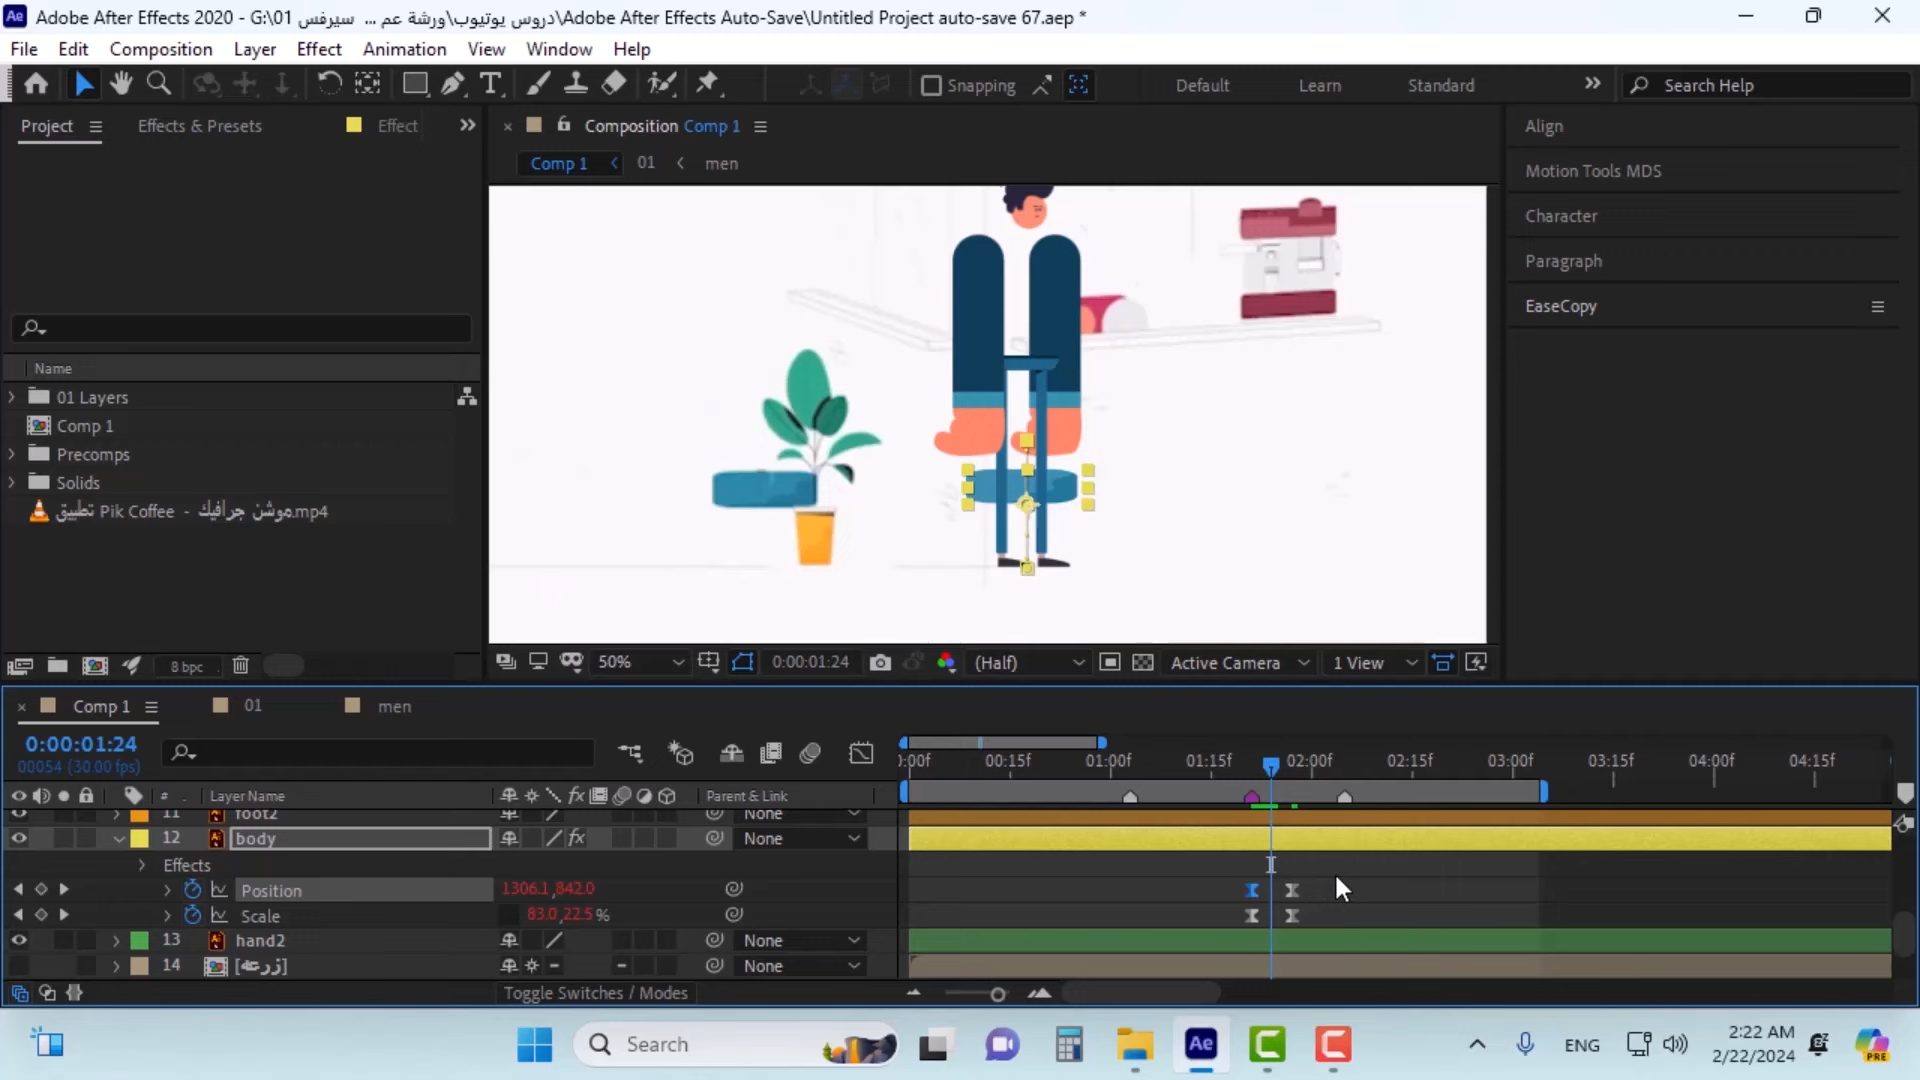 Adobe After Effects 2020 - G:\01 سيرفس ... ورشة عم\دروس يوتيوب\Adobe After Effects Auto-Save\Untitled Project auto-save 67.aep *
File Edit Composition Layer Effect Animation View Window Help
Snapping Default Learn Standard Search Help
Project Effects & Presets Effect
Composition Comp 1
Comp 1 01 men
Align
Motion Tools MDS
Character
Paragraph
EaseCopy
Name
01 Layers
Comp 1
Precomps
Solids
تطبيق Pik Coffee - موشن جرافيك.mp4
8 bpc
50% 0:00:01:24 (Half) Active Camera 1 View
Comp 1 01 men
0:00:01:24
00054 (30.00 fps)
:00f 00:15f 01:00f 01:15f 02:00f 02:15f 03:00f 03:15f 04:00f 04:15f
# Layer Name Parent & Link
11 foot2 None
12 body None
Effects
Position 1306.1,842.0
Scale 83.0,22.5 %
13 hand2 None
14 [زرعة] None
Toggle Switches / Modes
Search
ENG
2:22 AM
2/22/2024
PRE